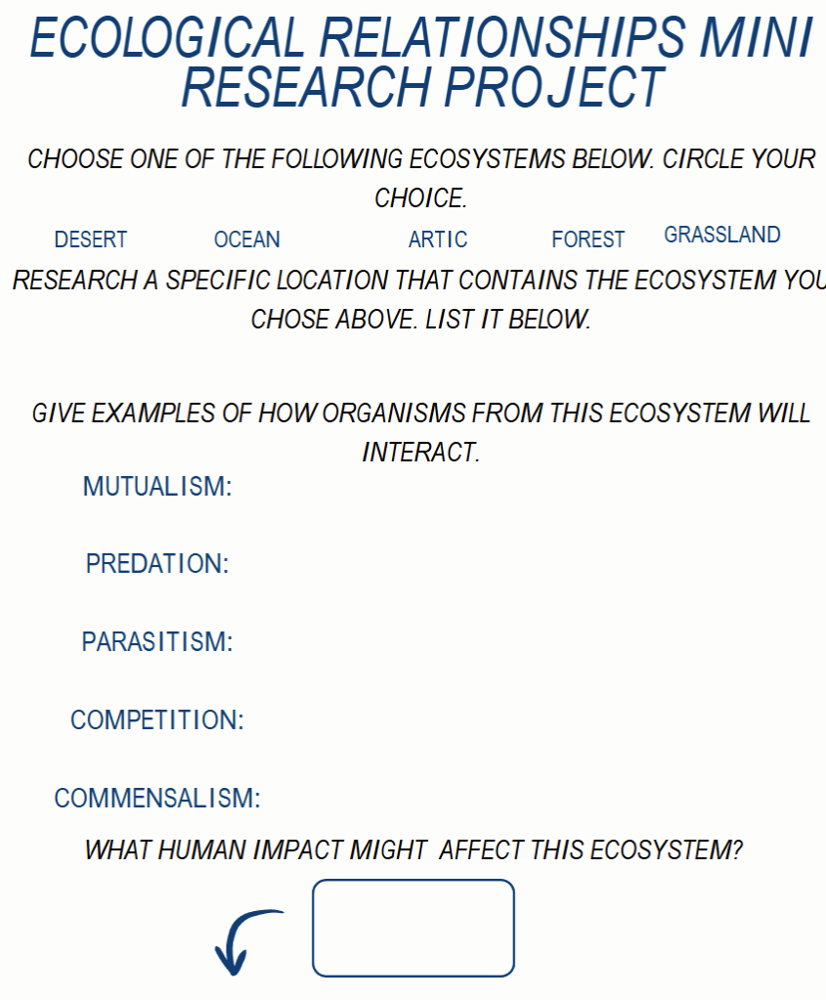 ECOLOGICAL RELATIONSHIPS MINI
RESEARCH PROJECT
CHOOSE ONE OF THE FOLLOWING ECOSYSTEMS BELOW. CIRCLE YOUR
CHOICE.
DESERT OCEAN ARTIC FOREST GRASSLAND
RESEARCH A SPECIFIC LOCATION THAT CONTAINS THE ECOSYSTEM YOU
CHOSE ABOVE. LIST IT BELOW.
GIVE EXAMPLES OF HOW ORGANISMS FROM THIS ECOSYSTEM WILL
INTERACT.
MUTUALISM:
PREDATION:
PARASITISM:
COMPETITION:
COMMENSALISM:
WHAT HUMAN IMPACT MIGHT AFFECT THIS ECOSYSTEM?